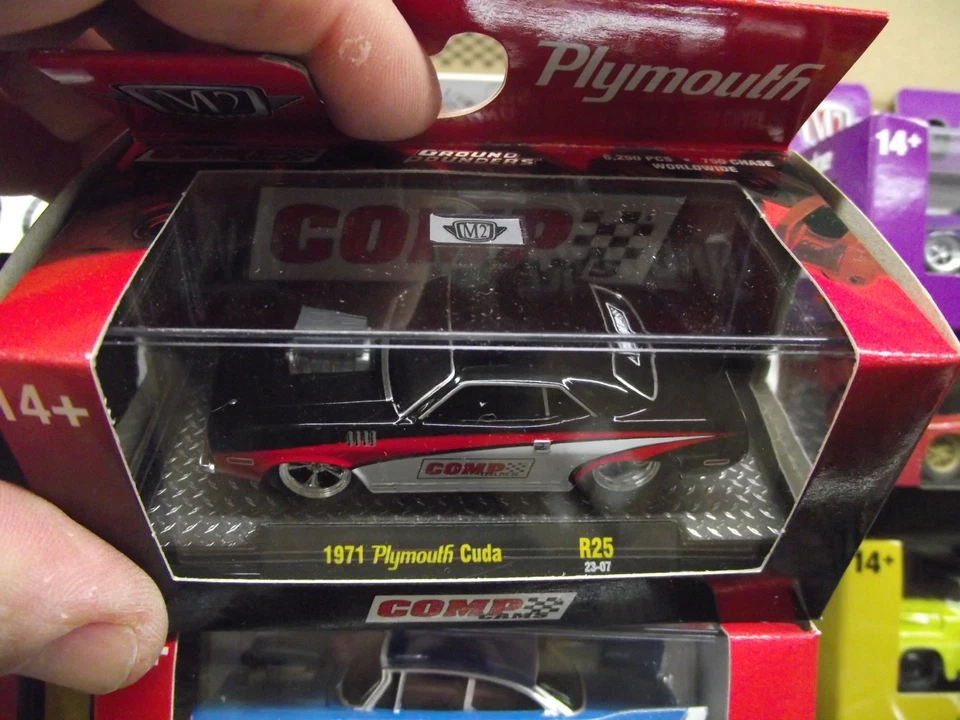 Plymouth
M2
GROUND
POUNDERS
6,250 PCS • 750 CHASE
WORLDWIDE
14+
COMP
CAMS
M2
14+
COMP
1971 Plymouth Cuda R25
23-07
COMP
CAMS
14+